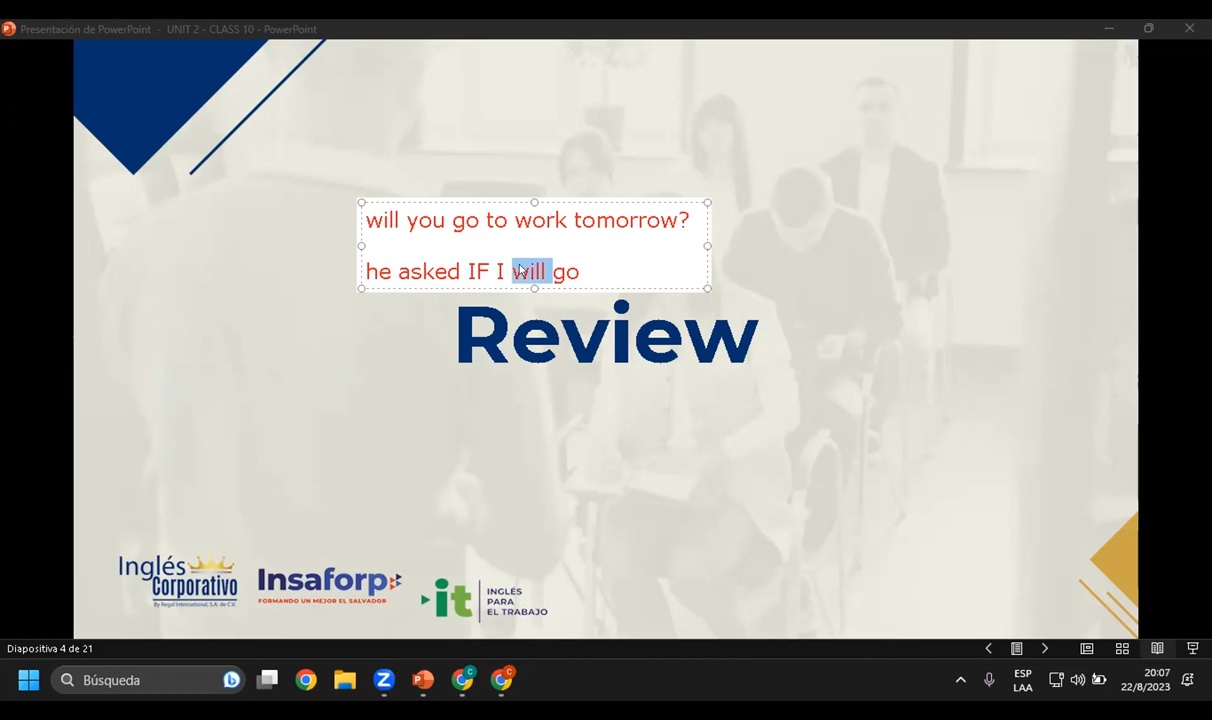 Presentación de PowerPoint - UNIT 2 - CLASS 10 - PowerPoint
will you go to work tomorrow?
he asked IF I will go
Review
Inglés
Corporativo
By Regal International, S.A. de C.V.
Insaforp
FORMANDO UN MEJOR EL SALVADOR
it
INGLÉS
PARA
EL TRABAJO
Diapositiva 4 de 21
Búsqueda
ESP
LAA
20:07
22/8/2023